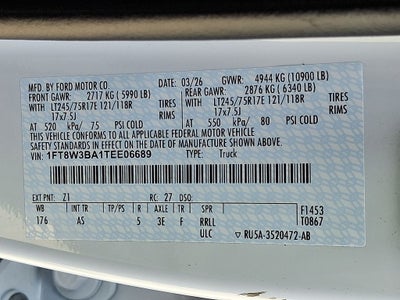 MFD. BY FORD MOTOR CO. 03/26 GVWR: 4944 KG (10900 LB)
FRONT GAWR: 2717 KG (5990 LB) REAR GAWR: 2876 KG (6340 LB)
LT245/75R17E 121/118R TIRES LT245/75R17E 121/118R TIRES
17x7.5J RIMS 17x7.5J RIMS
AT 520 kPa/ 75 PSI COLD AT 550 kPa/ 80 PSI COLD
THIS VEHICLE CONFORMS TO ALL APPLICABLE FEDERAL MOTOR VEHICLE
SAFETY STANDARDS IN EFFECT ON THE DATE OF MANUFACTURE SHOWN ABOVE.
VIN: 1FT8W3BA1TEE06689 TYPE: Truck
EXT PNT: Z1 RC: 27 DSO:
WB INT TR TP/PS R AXLE TR SPR F1453
176 AS 5 3E F RRLL T0867
ULC RU5A-3520472-AB